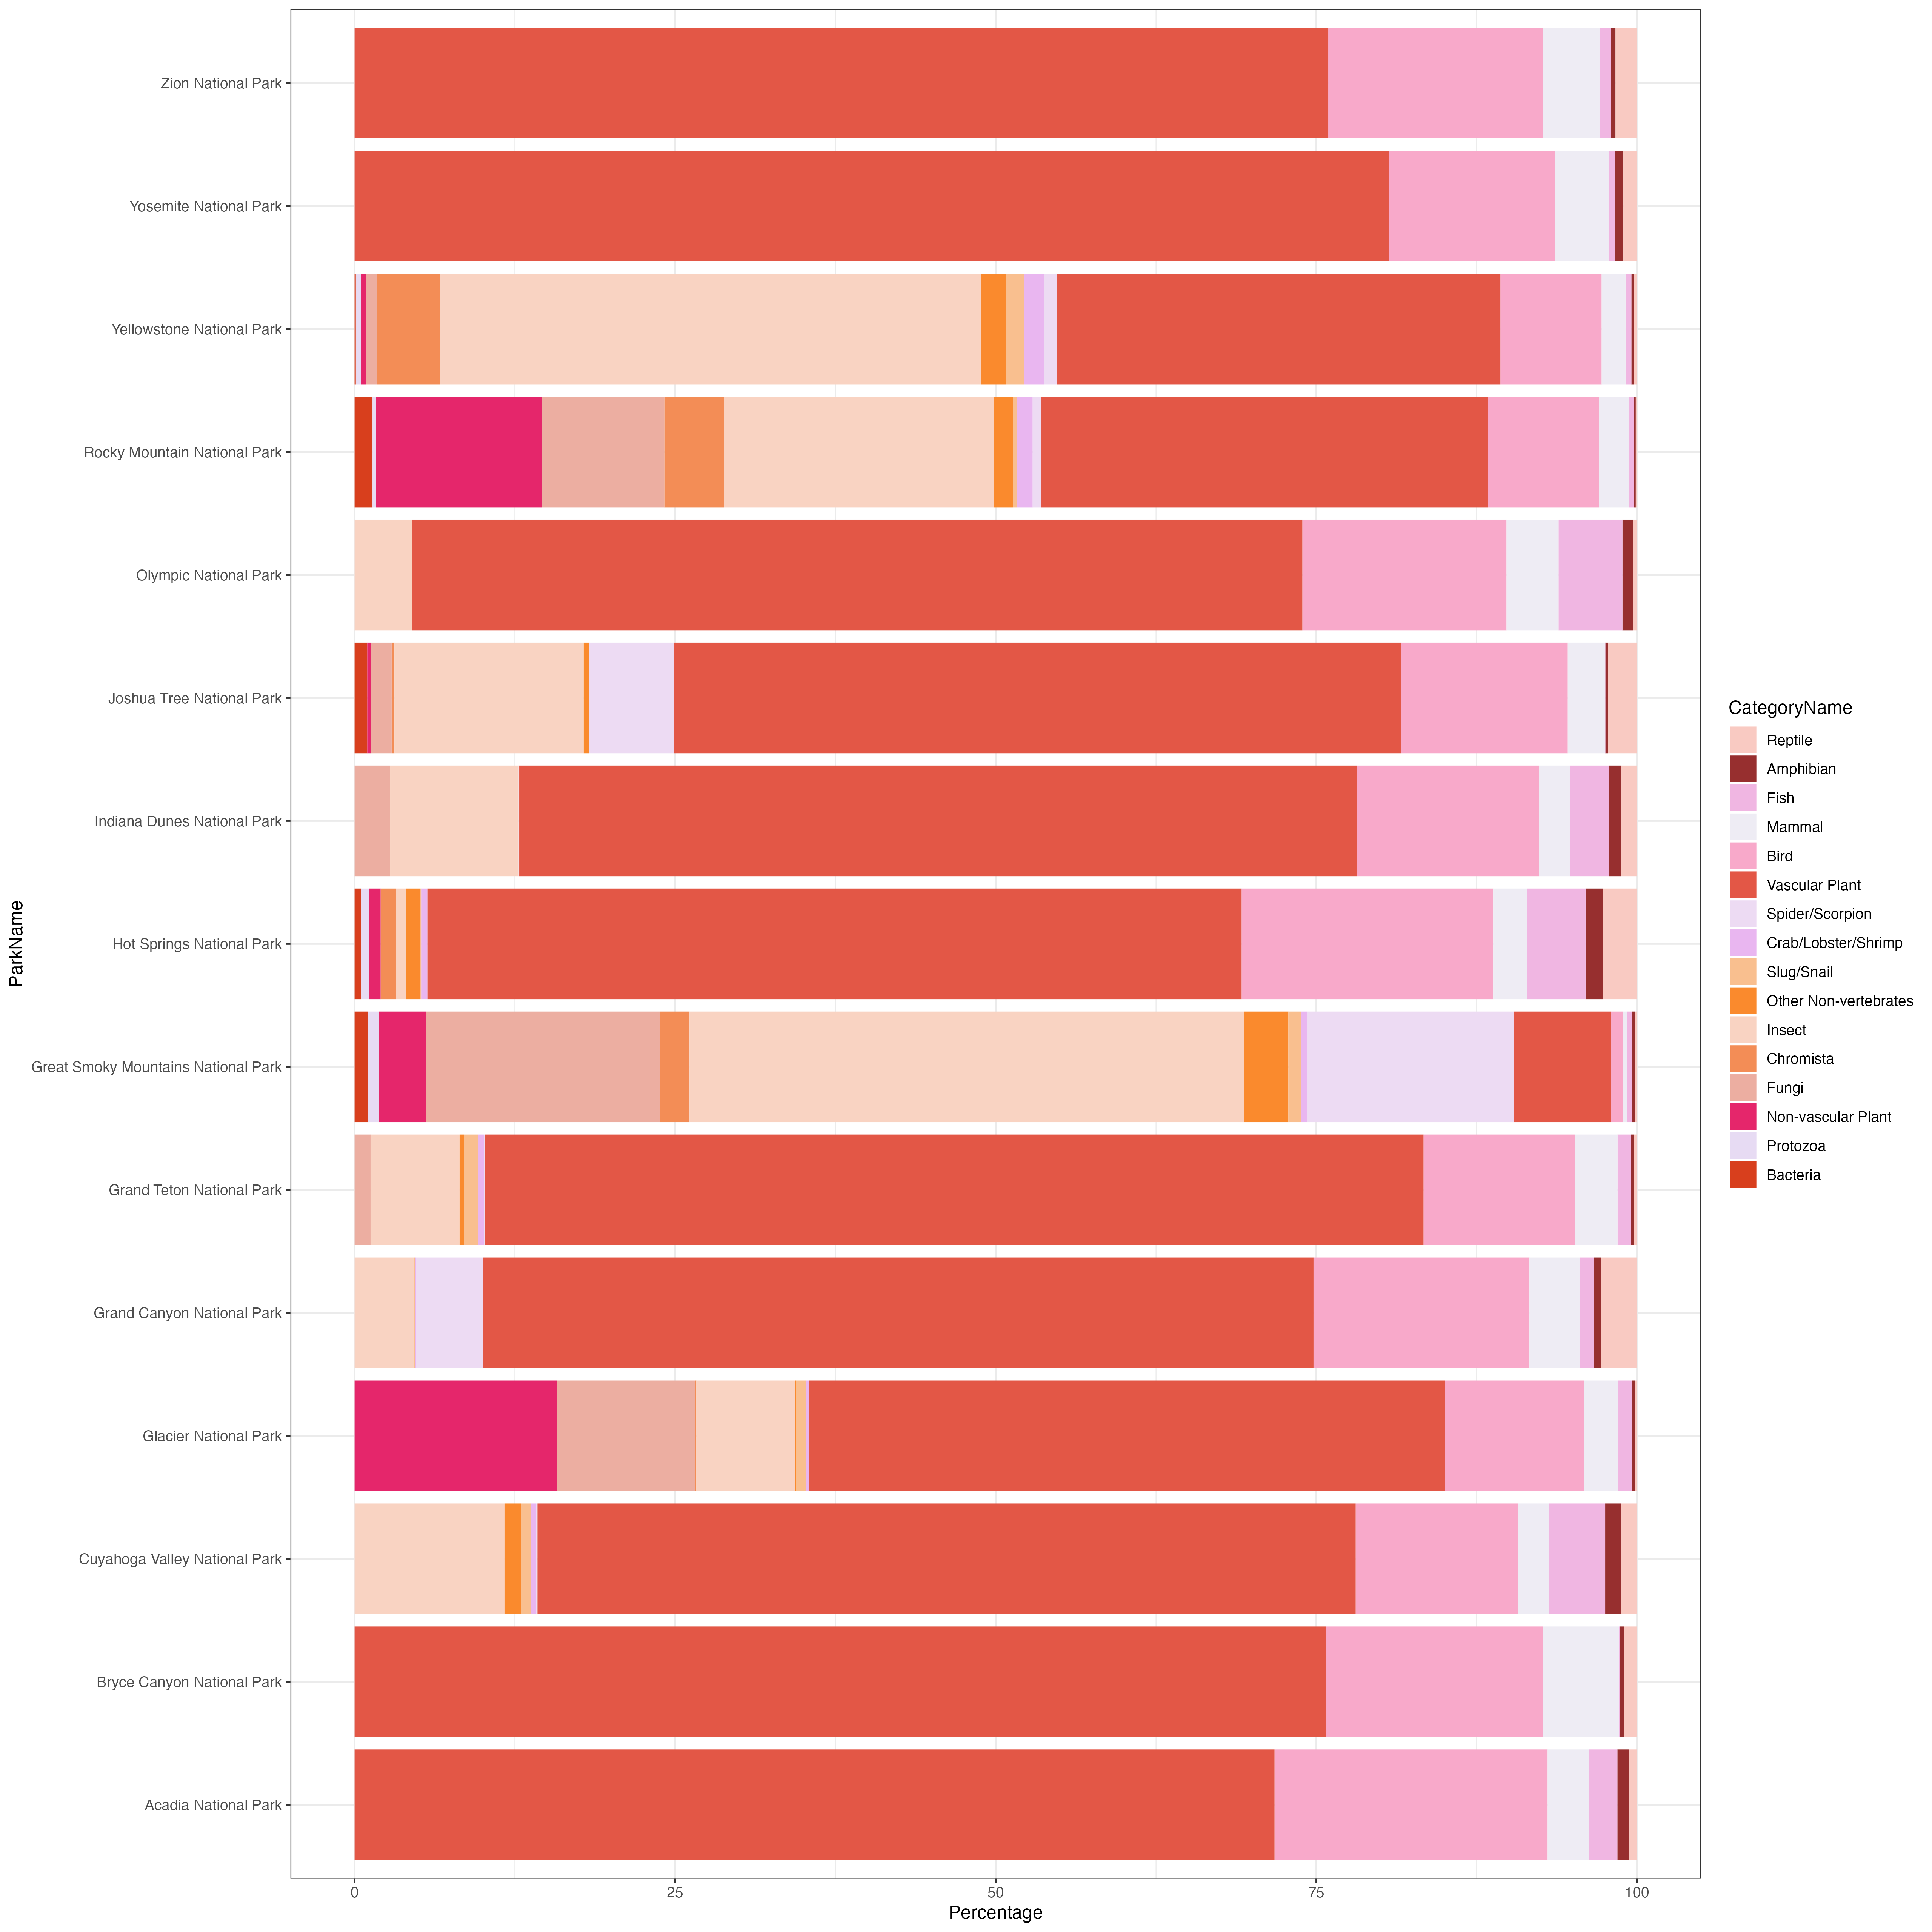 Zion National Park
Yosemite National Park
Yellowstone National Park
Rocky Mountain National Park
Olympic National Park
Joshua Tree National Park
Indiana Dunes National Park
Hot Springs National Park
Great Smoky Mountains National Park
Grand Teton National Park
Grand Canyon National Park
Glacier National Park
Cuyahoga Valley National Park
Bryce Canyon National Park
Acadia National Park
ParkName
0 25 50 75 100
Percentage
CategoryName
Reptile
Amphibian
Fish
Mammal
Bird
Vascular Plant
Spider/Scorpion
Crab/Lobster/Shrimp
Slug/Snail
Other Non-vertebrates
Insect
Chromista
Fungi
Non-vascular Plant
Protozoa
Bacteria